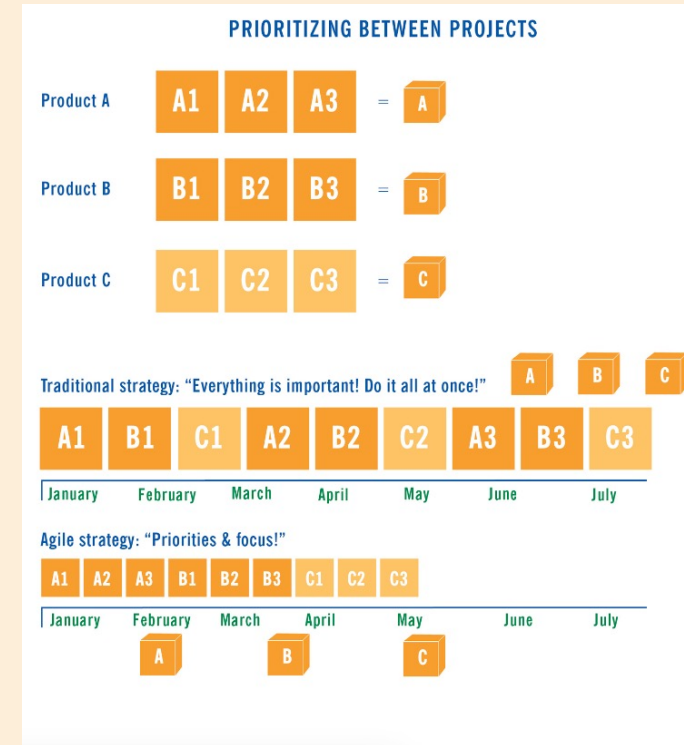 PRIORITIZING BETWEEN PROJECTS
Product A A1 A2 A3 = A
Product B B1 B2 B3 = B
Product C C1 C2 C3 = C
A B C
Traditional strategy: “Everything is important! Do it all at once!”
A1 B1 C1 A2 B2 C2 A3 B3 C3
January February March April May June July
Agile strategy: “Priorities & focus!”
A1 A2 A3 B1 B2 B3 C1 C2 C3
January February March April May June July
A B C